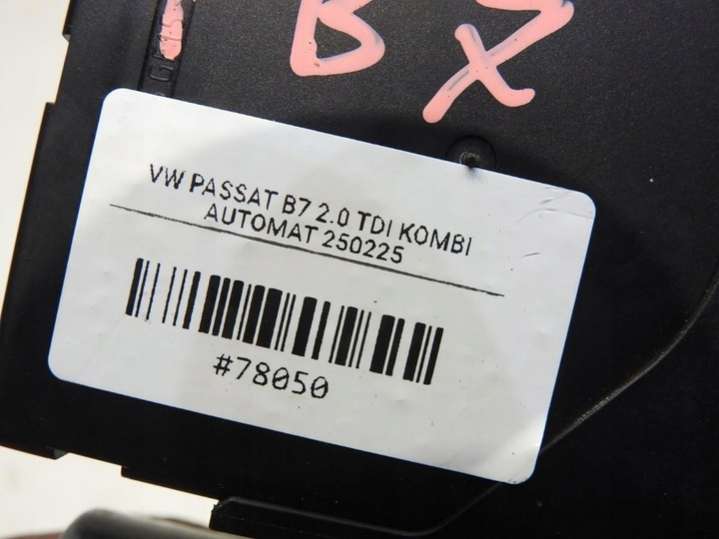 B7
VW PASSAT B7 2.0 TDI KOMBI
AUTOMAT 250225
#78050